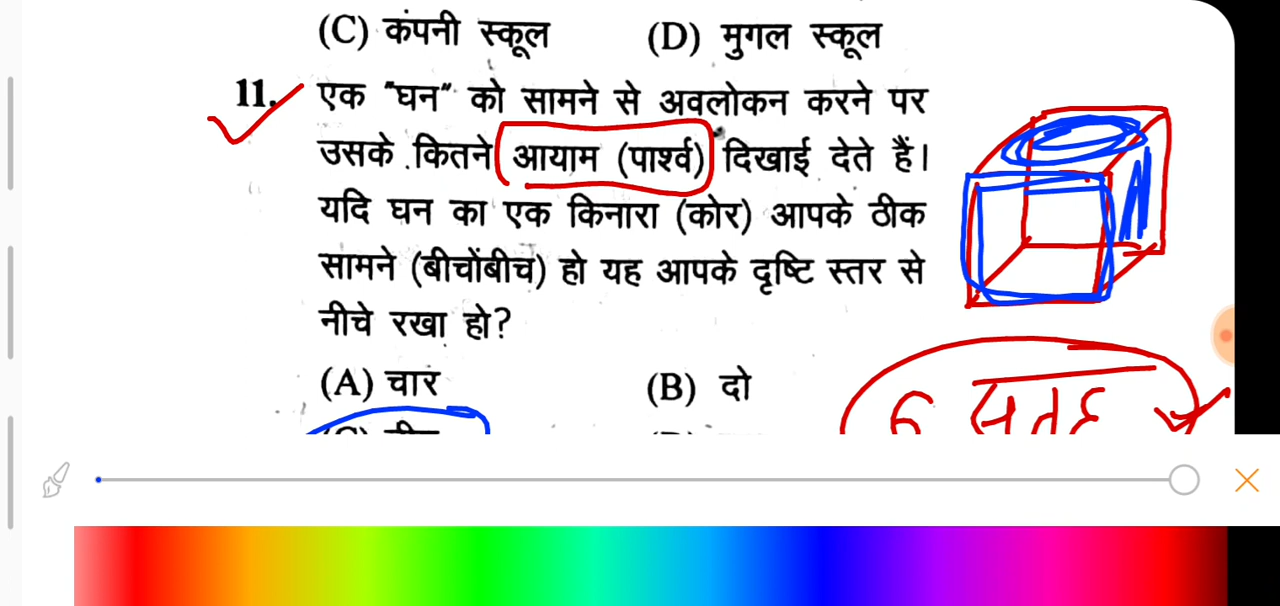 (C) कंपनी स्कूल (D) मुगल स्कूल
11. एक "घन" को सामने से अवलोकन करने पर
उसके कितने आयाम (पार्श्व) दिखाई देते हैं।
यदि घन का एक किनारा (कोर) आपके ठीक
सामने (बीचोंबीच) हो यह आपके दृष्टि स्तर से
नीचे रखा हो?
(A) चार (B) दो
6 सतह